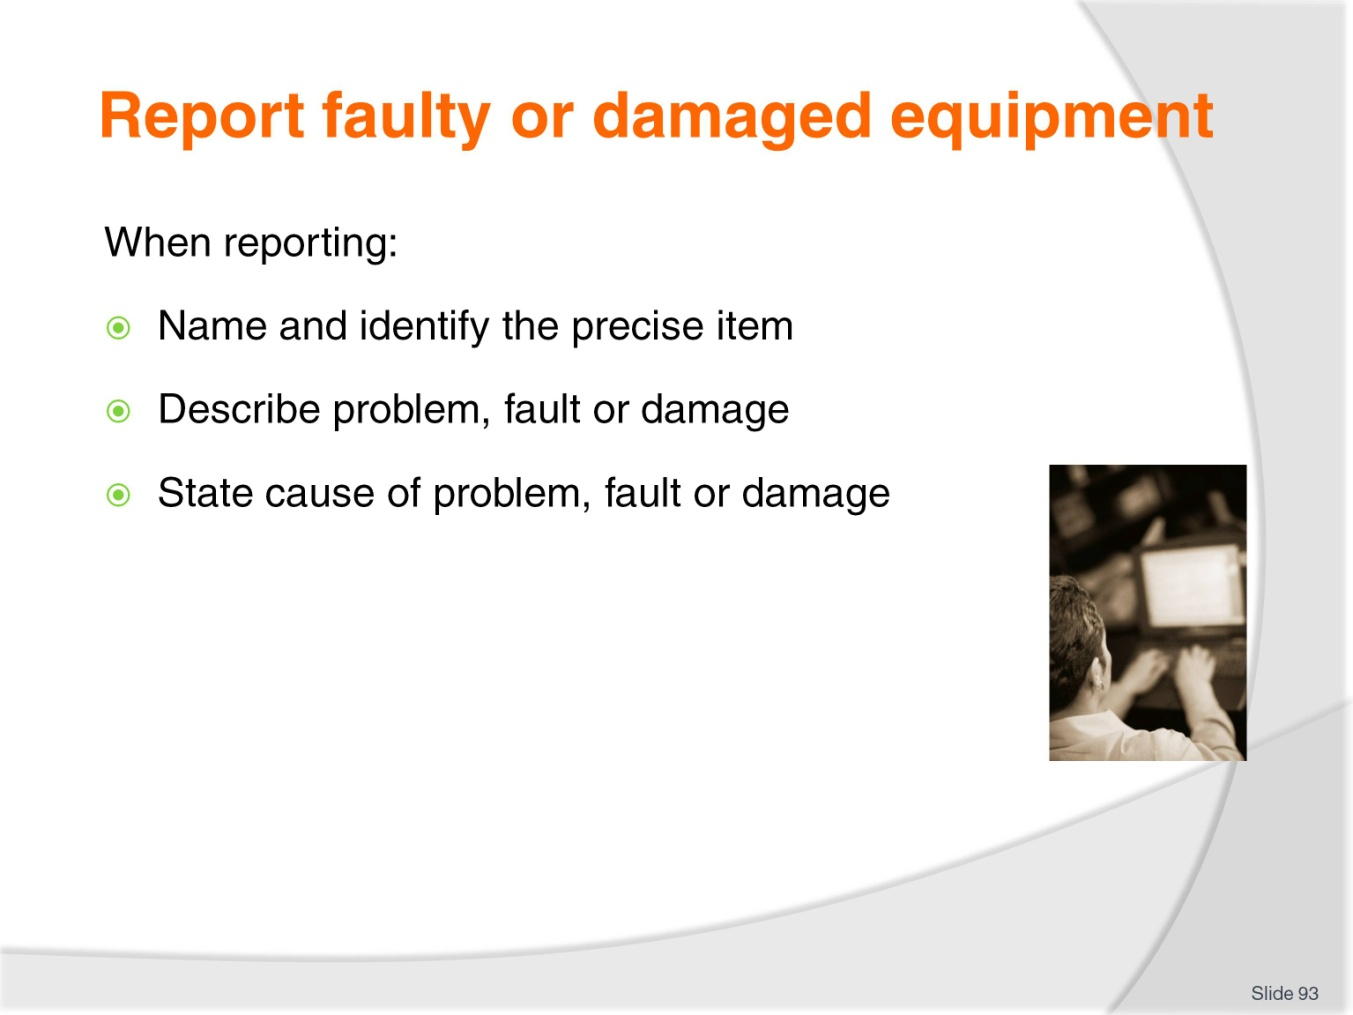 Report faulty or damaged equipment
When reporting:
Name and identify the precise item
Describe problem, fault or damage
State cause of problem, fault or damage
Slide 93